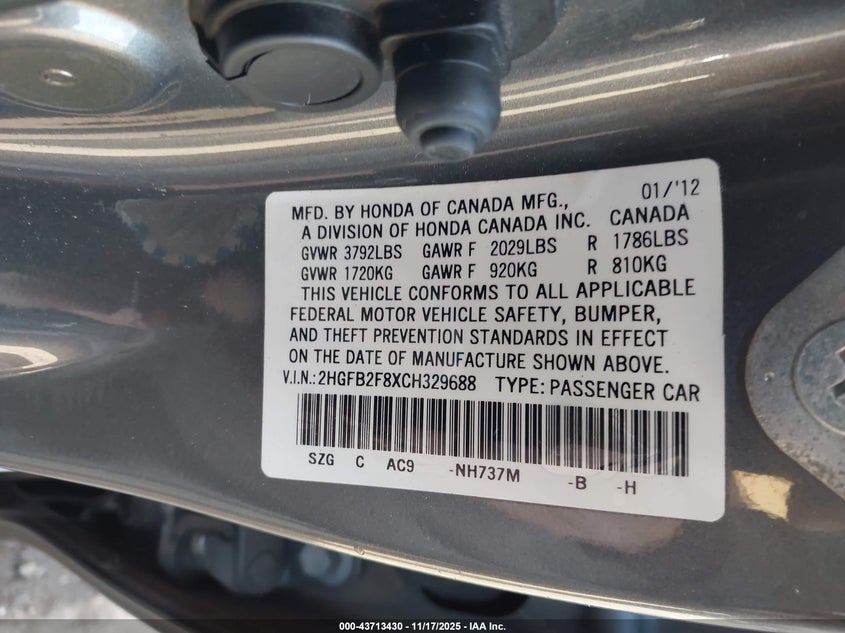 01/'12
MFD. BY HONDA OF CANADA MFG.,
A DIVISION OF HONDA CANADA INC. CANADA
GVWR 3792LBS GAWR F 2029LBS R 1786LBS
GVWR 1720KG GAWR F 920KG R 810KG
THIS VEHICLE CONFORMS TO ALL APPLICABLE
FEDERAL MOTOR VEHICLE SAFETY, BUMPER,
AND THEFT PREVENTION STANDARDS IN EFFECT
ON THE DATE OF MANUFACTURE SHOWN ABOVE.
V.I.N.:2HGFB2F8XCH329688 TYPE:PASSENGER CAR
SZG C AC9 -NH737M -B -H
000-43713430 - 11/17/2025 - IAA Inc.